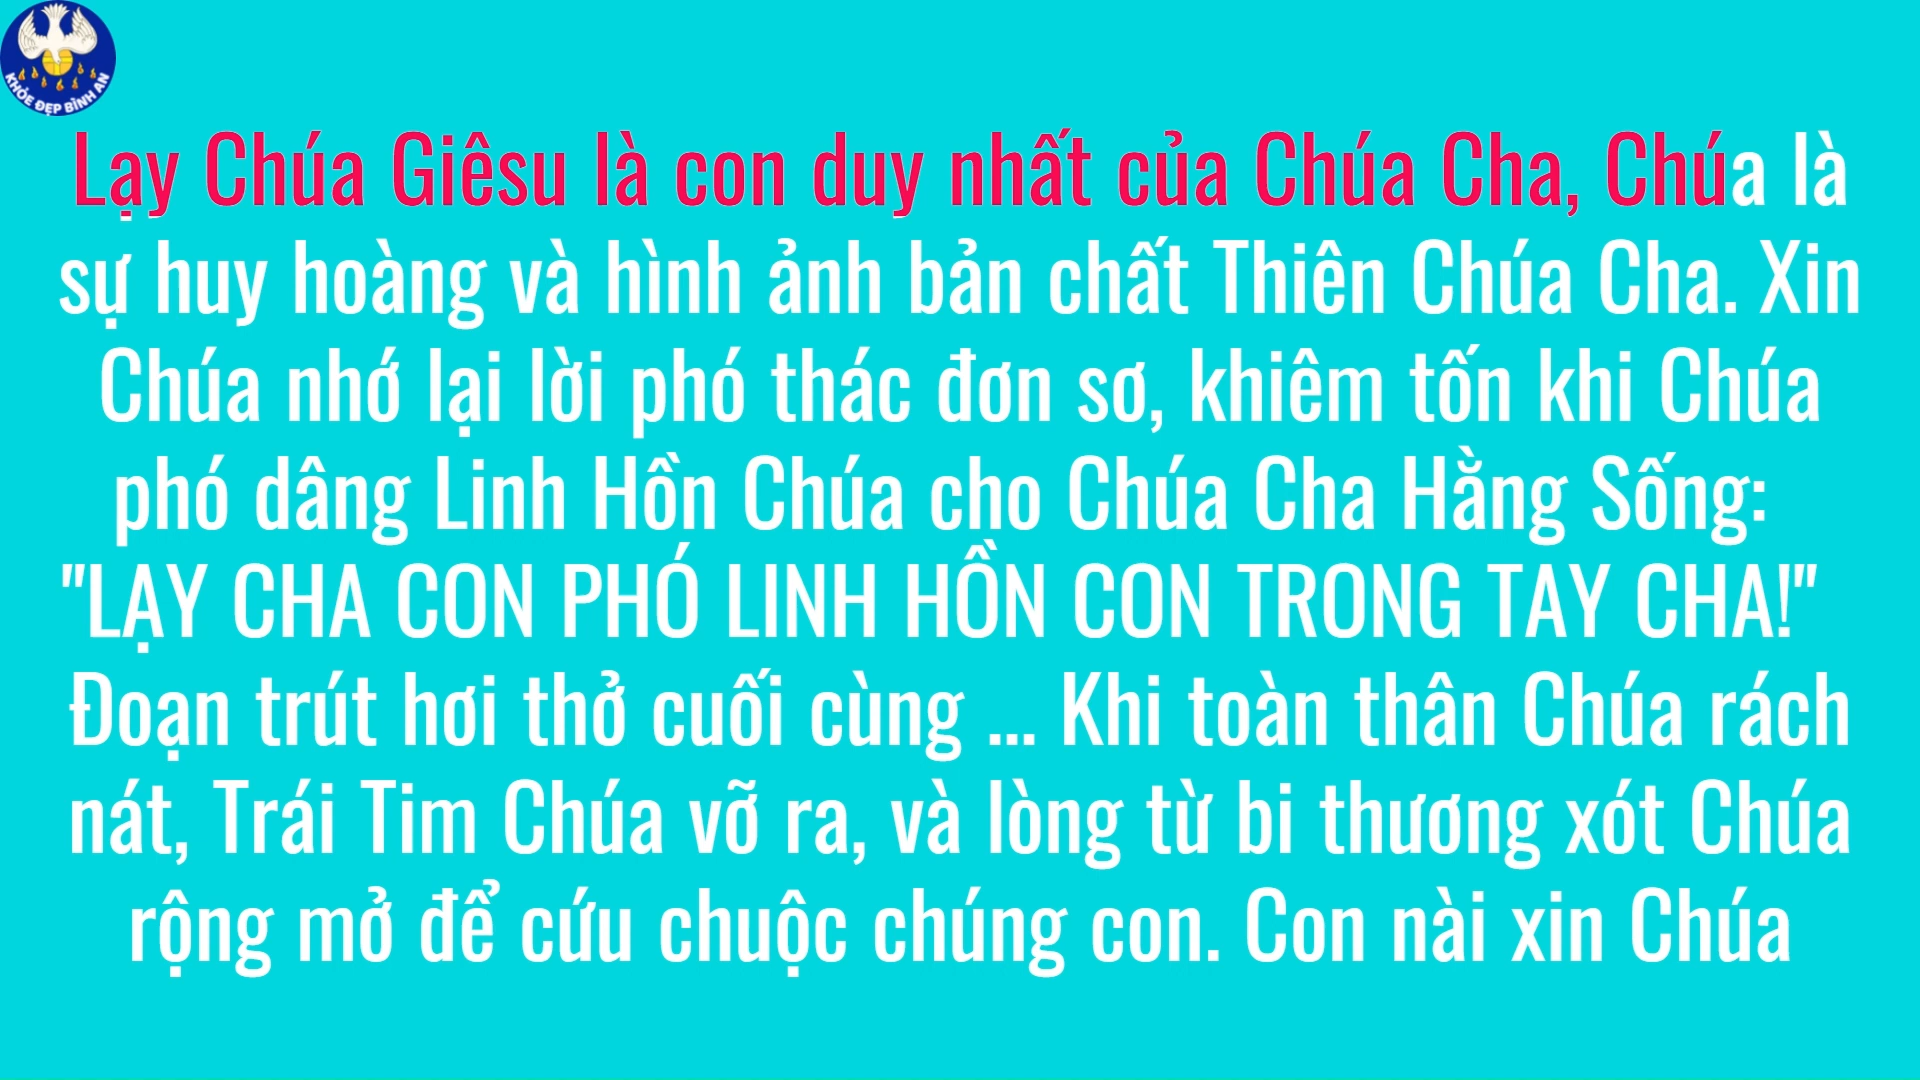 KHỎE ĐẸP BÌNH AN
Lạy Chúa Giêsu là con duy nhất của Chúa Cha, Chúa là
sự huy hoàng và hình ảnh bản chất Thiên Chúa Cha. Xin
Chúa nhớ lại lời phó thác đơn sơ, khiêm tốn khi Chúa
phó dâng Linh Hồn Chúa cho Chúa Cha Hằng Sống:
"LẠY CHA CON PHÓ LINH HỒN CON TRONG TAY CHA!"
Đoạn trút hơi thở cuối cùng ... Khi toàn thân Chúa rách
nát, Trái Tim Chúa vỡ ra, và lòng từ bi thương xót Chúa
rộng mở để cứu chuộc chúng con. Con nài xin Chúa